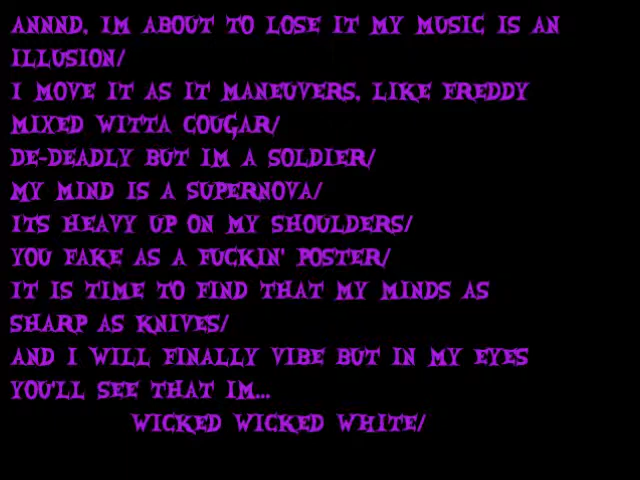 ANNND, IM ABOUT TO LOSE IT MY MUSIC IS AN
ILLUSION/
I MOVE IT AS IT MANEUVERS, LIKE FREDDY
MIXED WITTA COUGAR/
DE-DEADLY BUT IM A SOLDIER/
MY MIND IS A SUPERNOVA/
ITS HEAVY UP ON MY SHOULDERS/
YOU FAKE AS A FUCKIN' POSTER/
IT IS TIME TO FIND THAT MY MINDS AS
SHARP AS KNIVES/
AND I WILL FINALLY VIBE BUT IN MY EYES
YOU'LL SEE THAT IM...
WICKED WICKED WHITE/